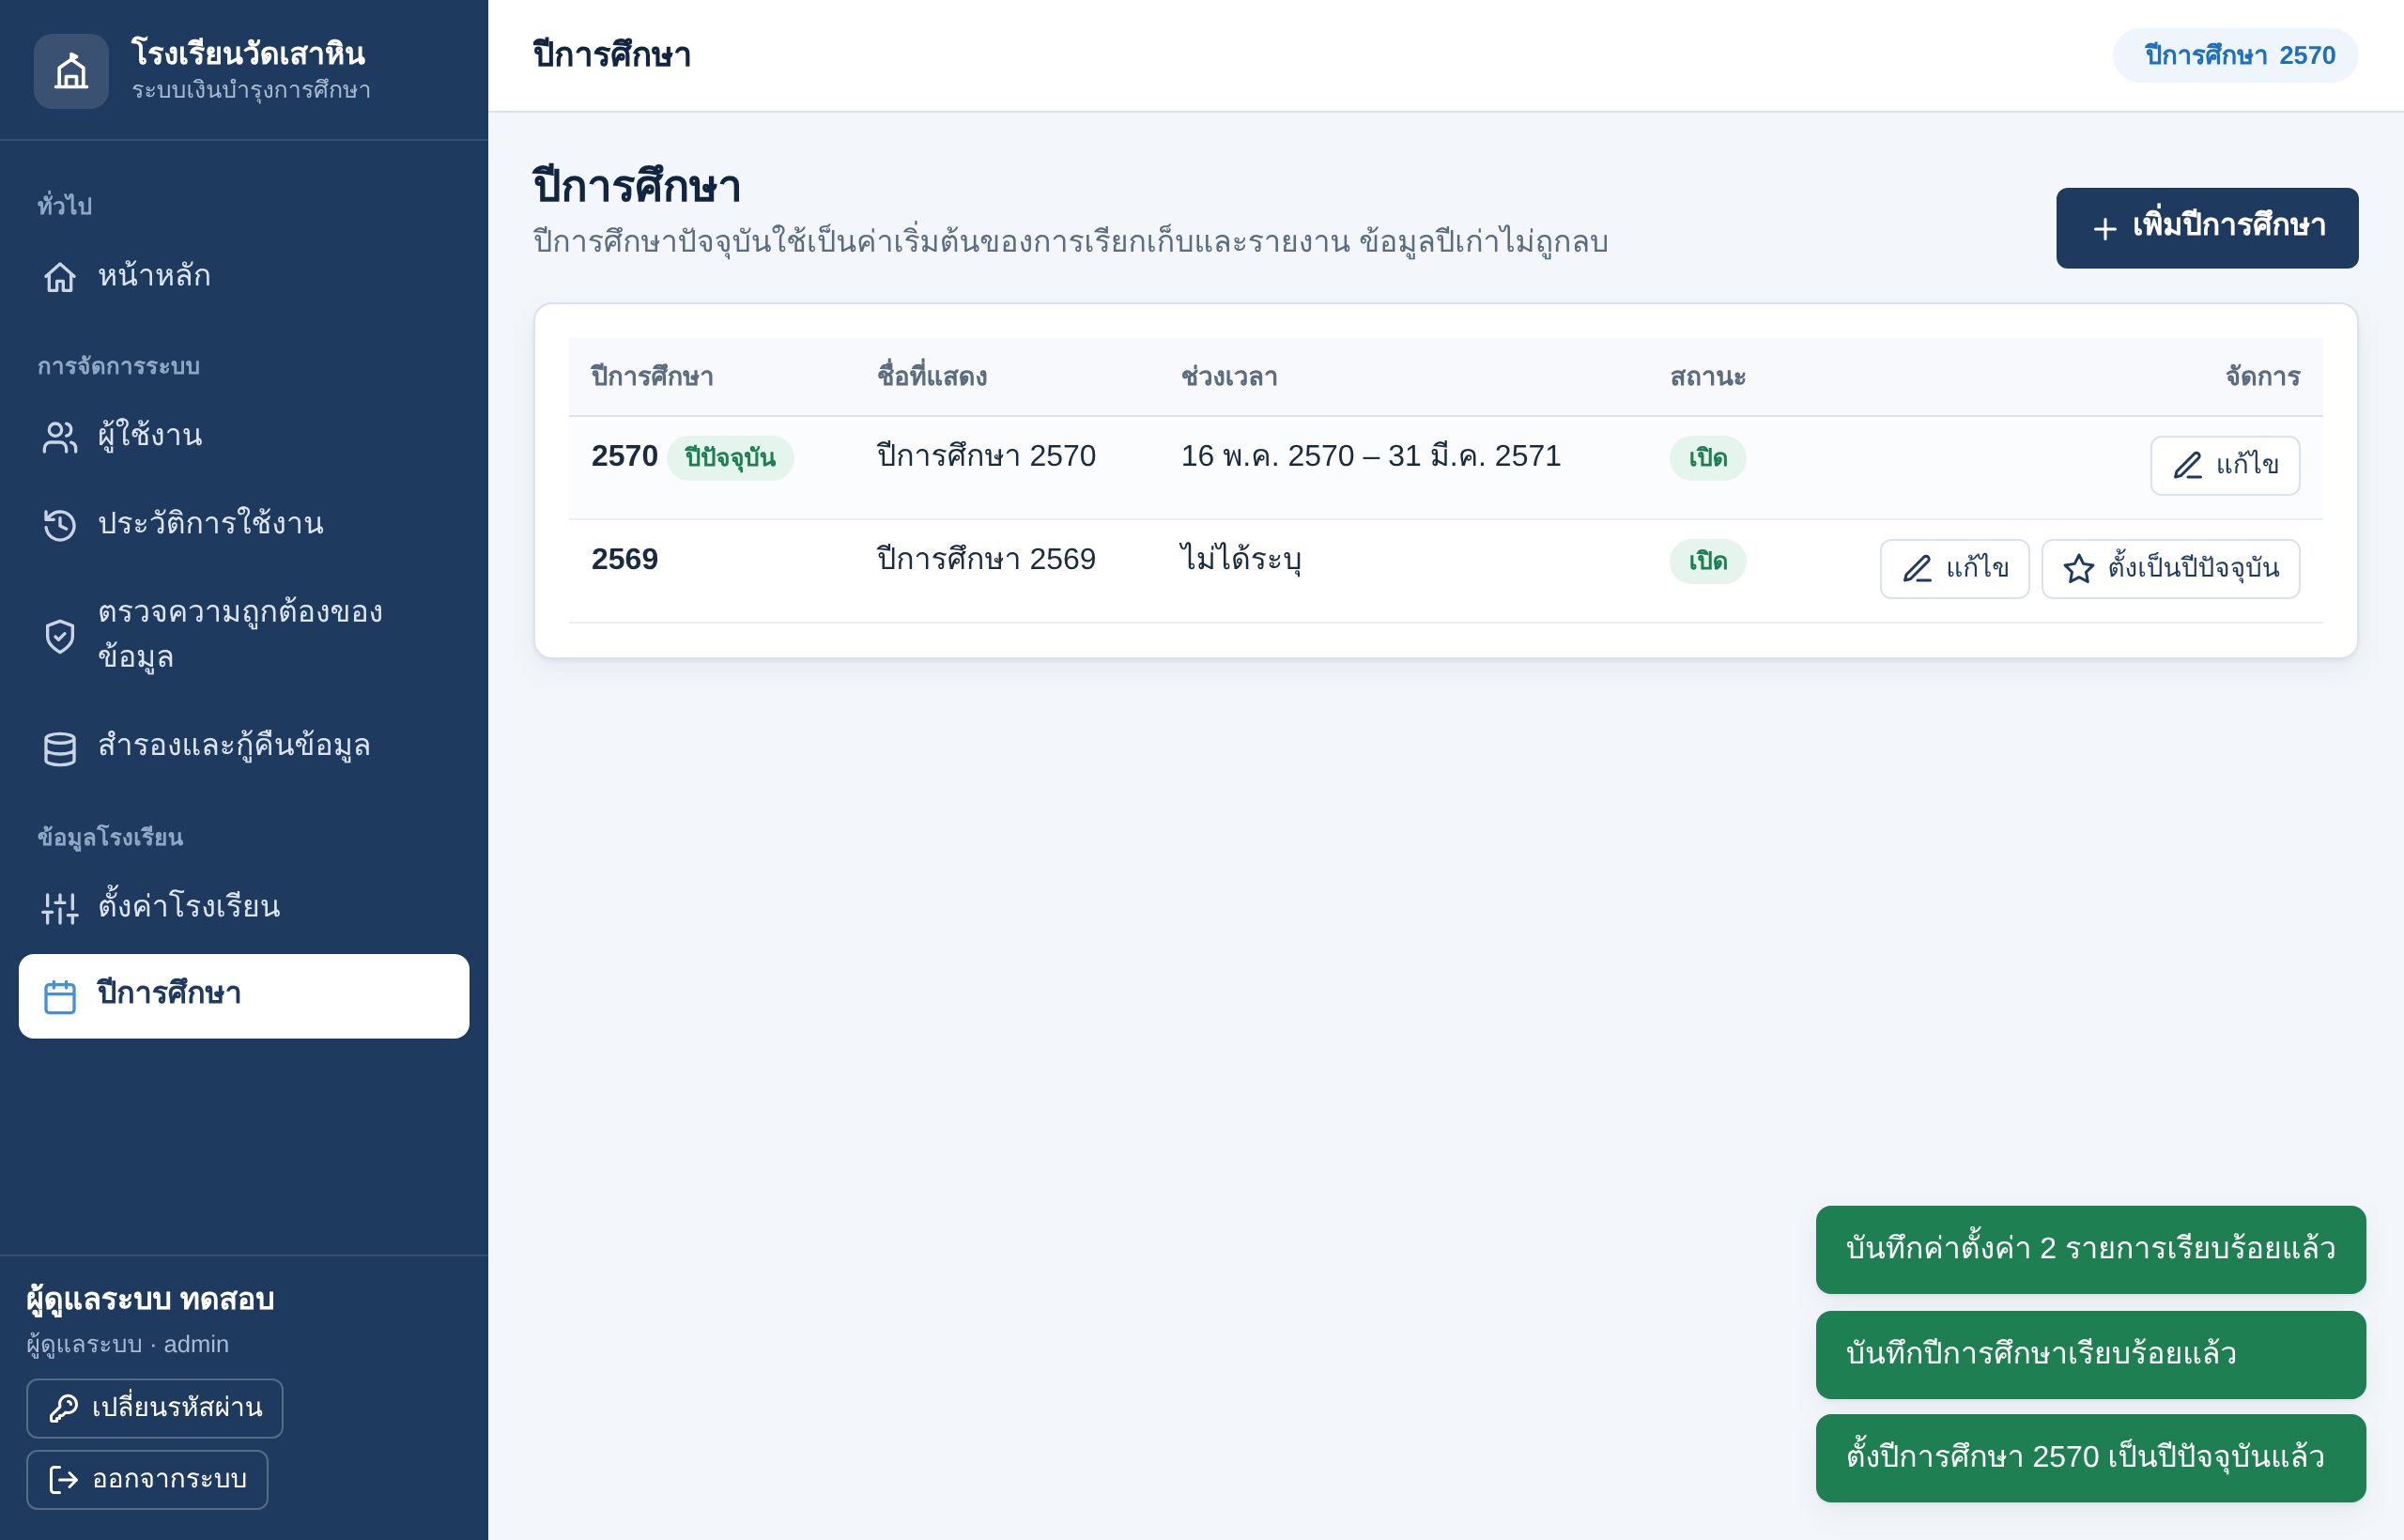 โรงเรียนวัดเสาหิน
ระบบเงินบำรุงการศึกษา
ทั่วไป
หน้าหลัก
การจัดการระบบ
ผู้ใช้งาน
ประวัติการใช้งาน
ตรวจความถูกต้องของ
ข้อมูล
สำรองและกู้คืนข้อมูล
ข้อมูลโรงเรียน
ตั้งค่าโรงเรียน
ปีการศึกษา
ผู้ดูแลระบบ ทดสอบ
ผู้ดูแลระบบ · admin
เปลี่ยนรหัสผ่าน
ออกจากระบบ
ปีการศึกษา
ปีการศึกษา 2570
ปีการศึกษา
ปีการศึกษาปัจจุบันใช้เป็นค่าเริ่มต้นของการเรียกเก็บและรายงาน ข้อมูลปีเก่าไม่ถูกลบ
เพิ่มปีการศึกษา
ปีการศึกษา ชื่อที่แสดง ช่วงเวลา สถานะ จัดการ
2570 ปีปัจจุบัน ปีการศึกษา 2570 16 พ.ค. 2570 – 31 มี.ค. 2571 เปิด แก้ไข
2569 ปีการศึกษา 2569 ไม่ได้ระบุ เปิด แก้ไข ตั้งเป็นปีปัจจุบัน
บันทึกค่าตั้งค่า 2 รายการเรียบร้อยแล้ว
บันทึกปีการศึกษาเรียบร้อยแล้ว
ตั้งปีการศึกษา 2570 เป็นปีปัจจุบันแล้ว